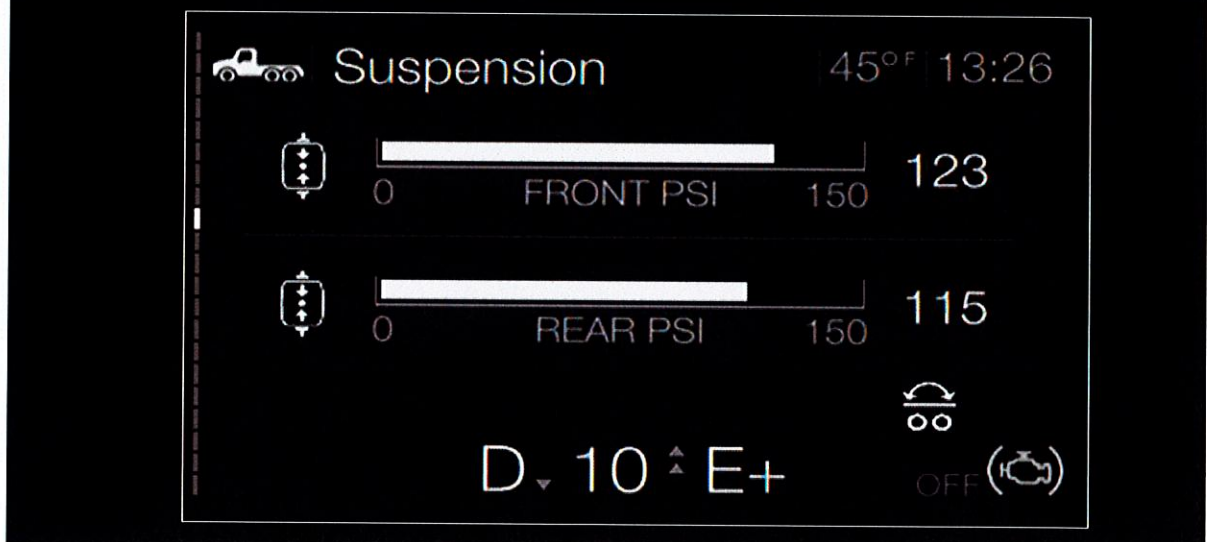 Suspension 45°F 13:26
123
0 FRONT PSI 150
115
0 REAR PSI 150
D 10 E+
OFF